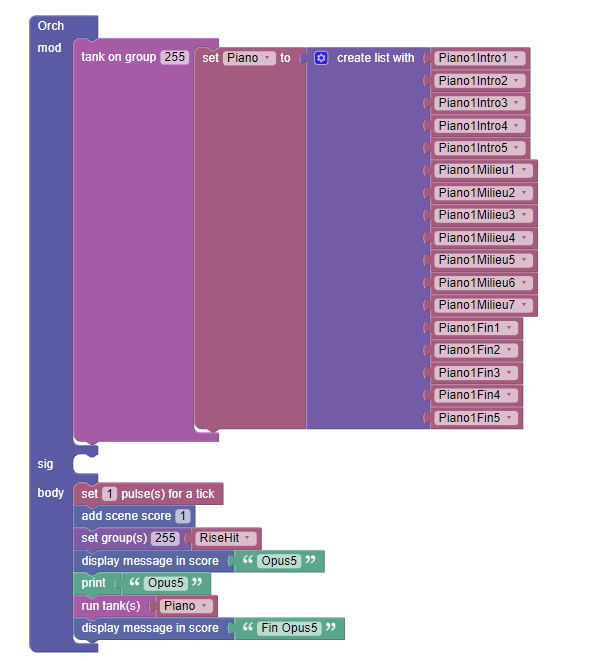 Orch
mod
tank on group 255 set Piano to create list with Piano1Intro1
Piano1Intro2
Piano1Intro3
Piano1Intro4
Piano1Intro5
Piano1Milieu1
Piano1Milieu2
Piano1Milieu3
Piano1Milieu4
Piano1Milieu5
Piano1Milieu6
Piano1Milieu7
Piano1Fin1
Piano1Fin2
Piano1Fin3
Piano1Fin4
Piano1Fin5
sig
body set 1 pulse(s) for a tick
add scene score 1
set group(s) 255 RiseHit
display message in score “ Opus5 ”
print “ Opus5 ”
run tank(s) Piano
display message in score “ Fin Opus5 ”